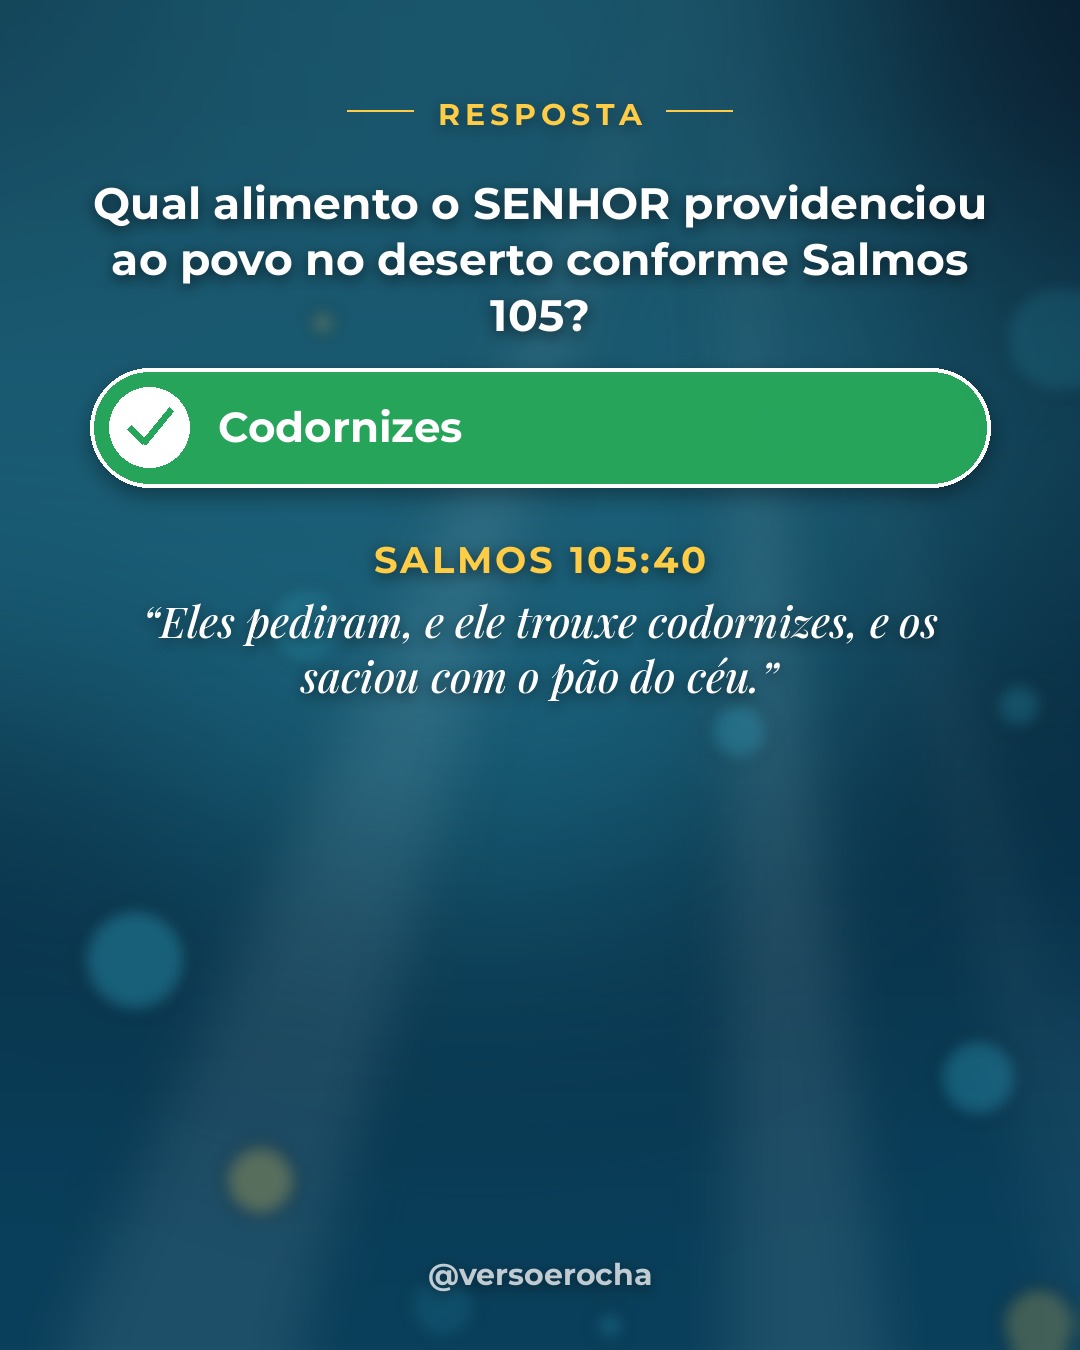 RESPOSTA
Qual alimento o SENHOR providenciou
ao povo no deserto conforme Salmos
105?
Codornizes
SALMOS 105:40
“Eles pediram, e ele trouxe codornizes, e os
saciou com o pão do céu.”
@versoerocha